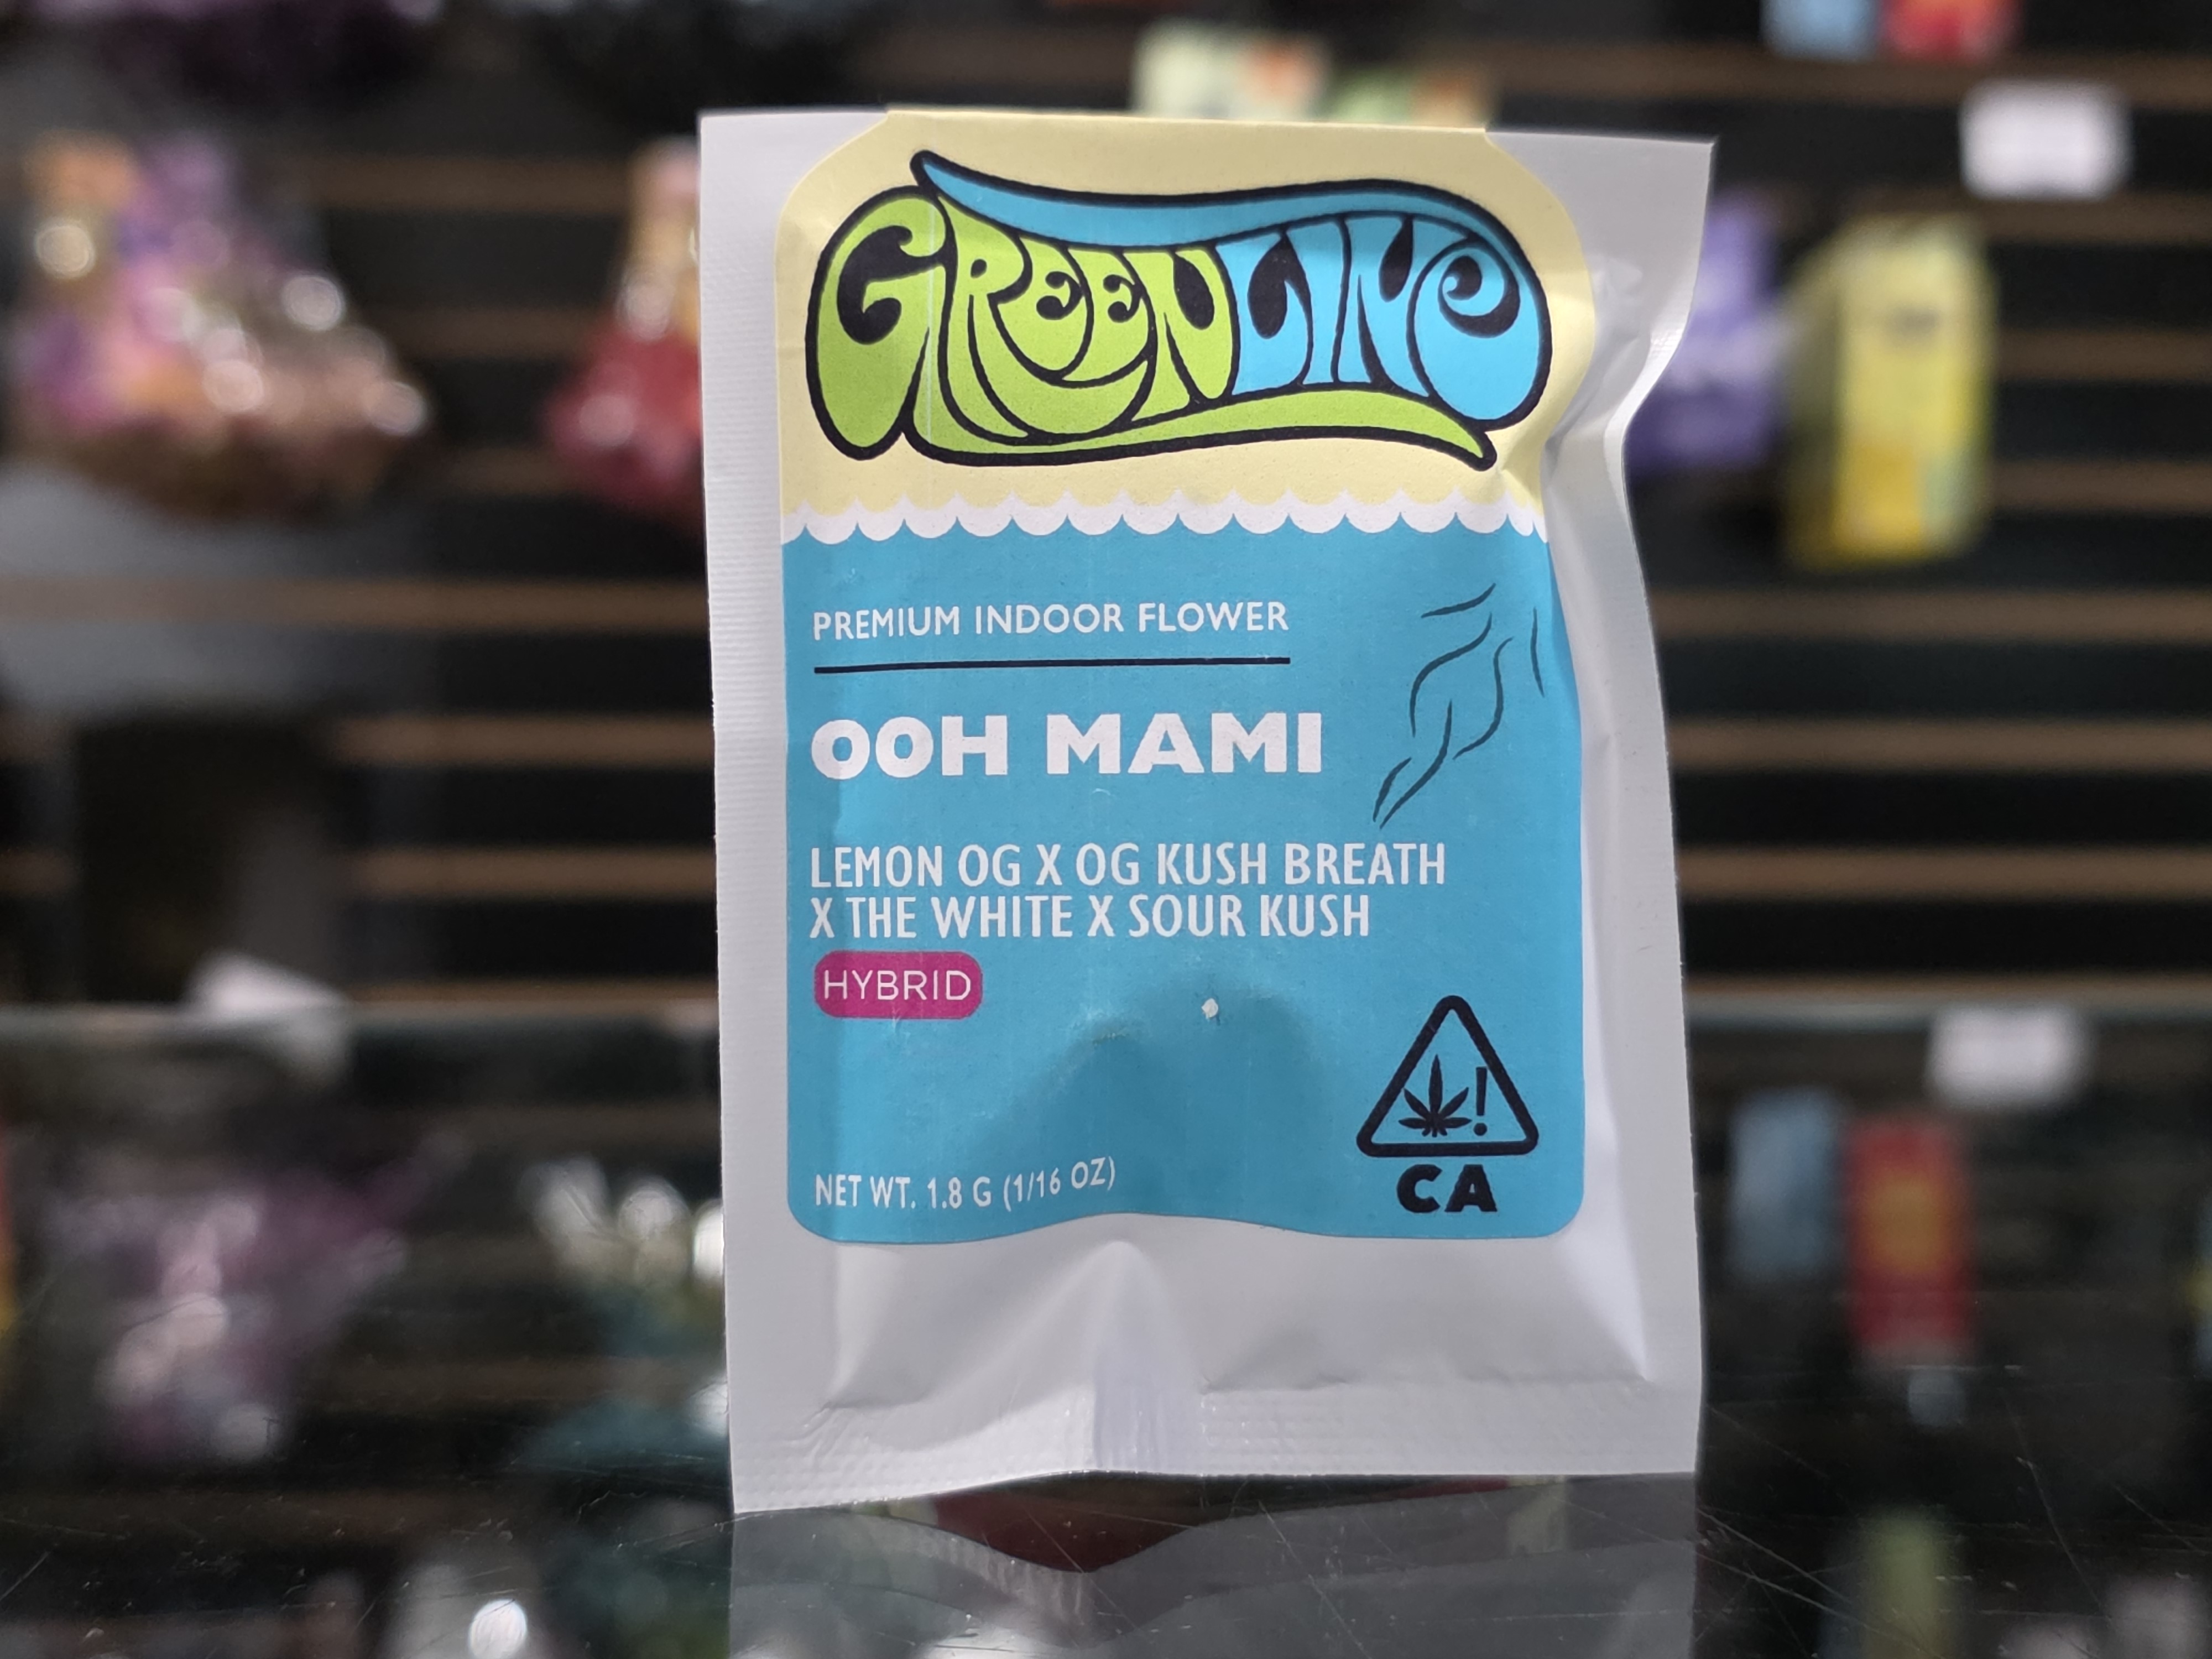 GREENLINE
PREMIUM INDOOR FLOWER
OOH MAMI
LEMON OG X OG KUSH BREATH
X THE WHITE X SOUR KUSH
HYBRID
!
CA
NET WT. 1.8 G (1/16 OZ)